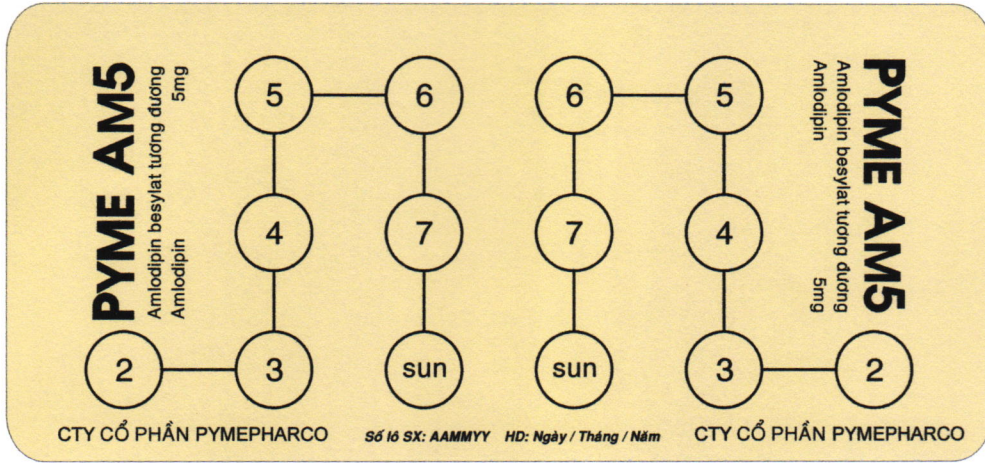 PYME AM5
Amlodipin besylat tương đương
Amlodipin 5mg
5 6
4 7
2 3 sun
6 5
7 4
sun 3 2
PYME AM5
Amlodipin besylat tương đương
Amlodipin 5mg
CTY CỔ PHẦN PYMEPHARCO
Số lô SX: AAMMYY HD: Ngày / Tháng / Năm
CTY CỔ PHẦN PYMEPHARCO